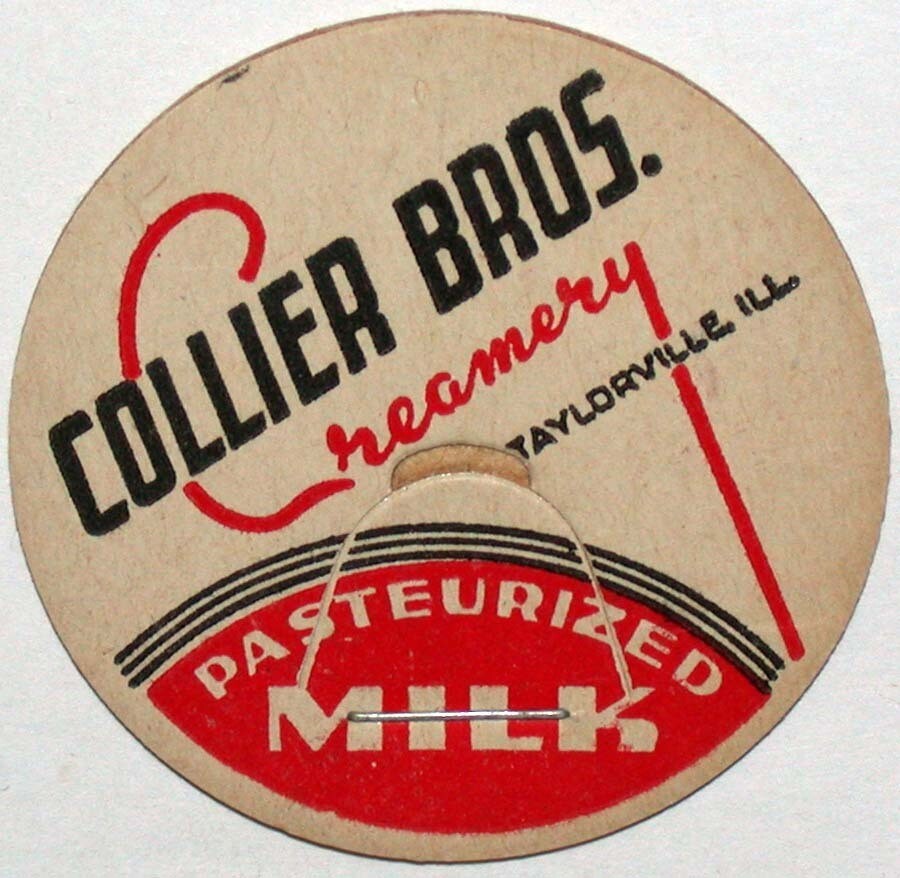 COLLIER BROS.
Creamery
TAYLORVILLE ILL.
PASTEURIZED
MILK